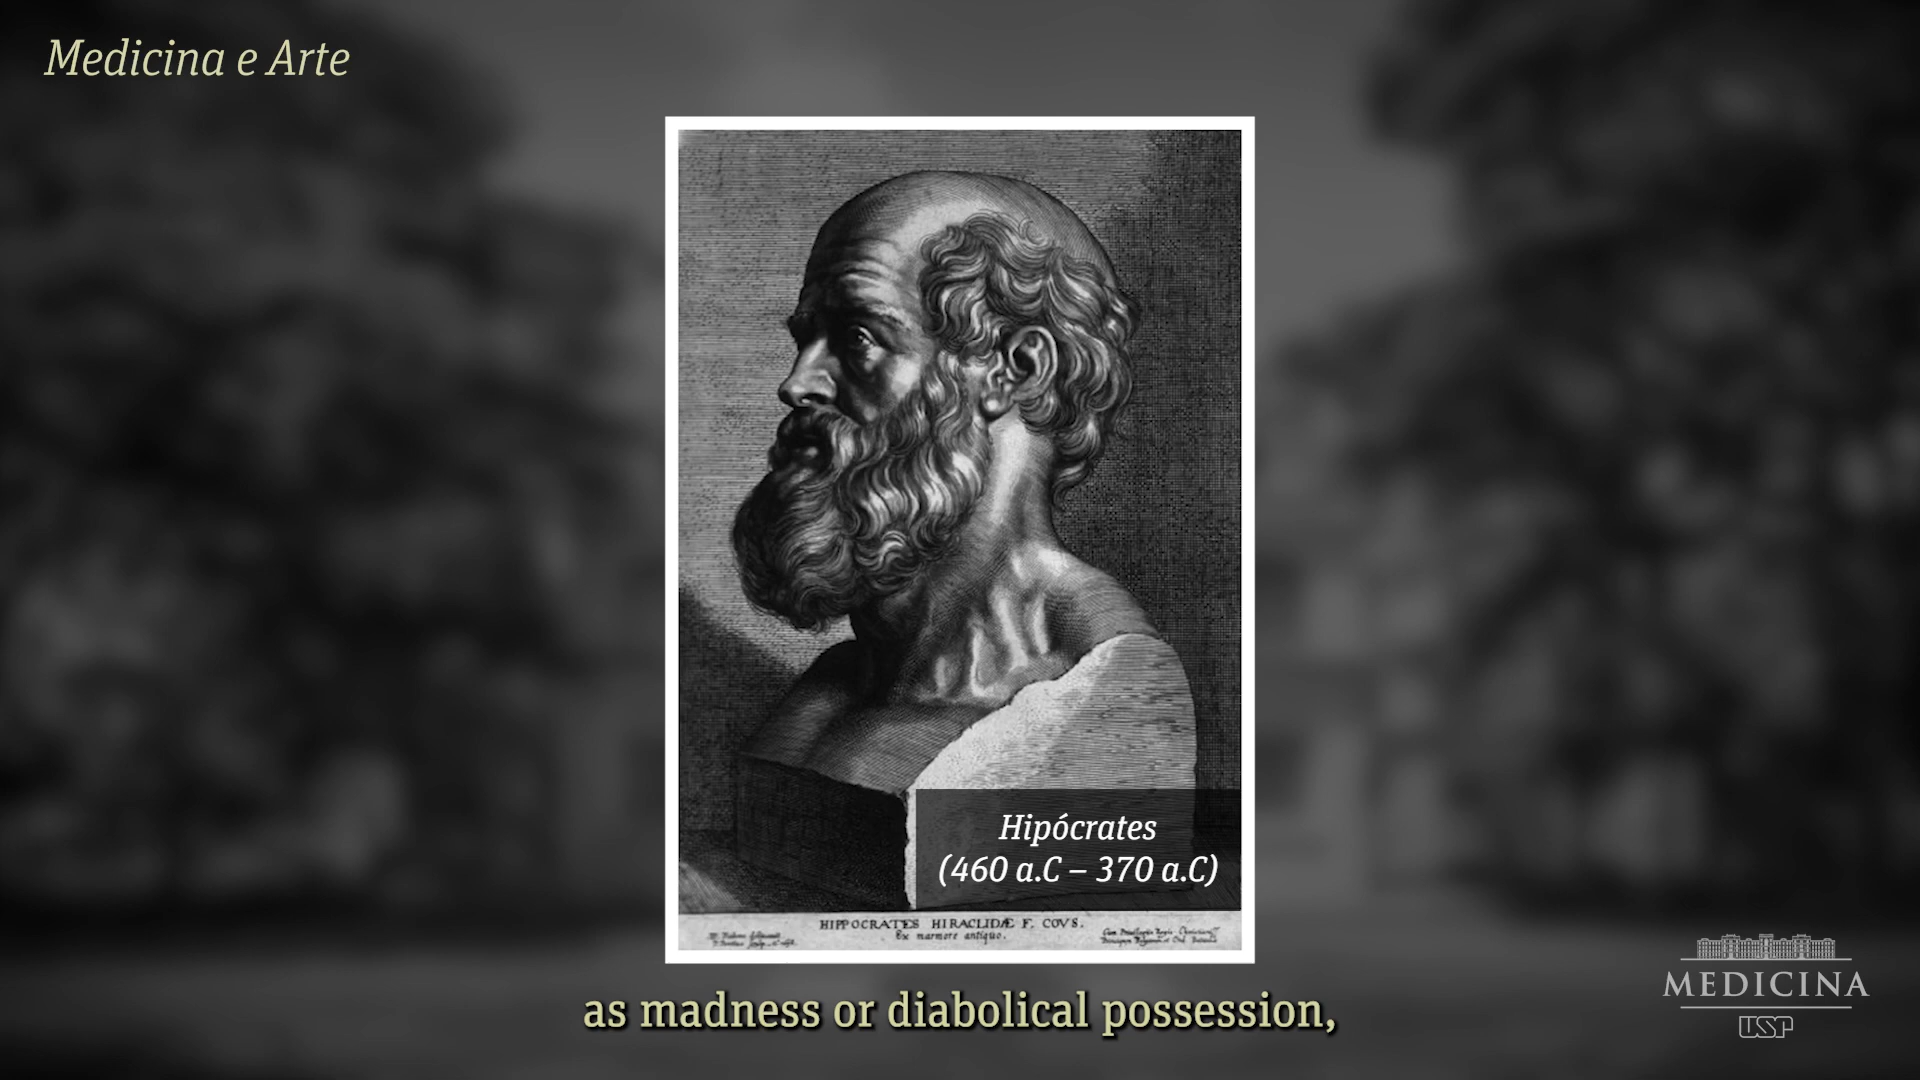 Medicina e Arte
Hipócrates
(460 a.C – 370 a.C)
HIPPOCRATES HIRACLIDÆ F. COVS.
Ex marmore antiquo.
as madness or diabolical possession,
MEDICINA
USP